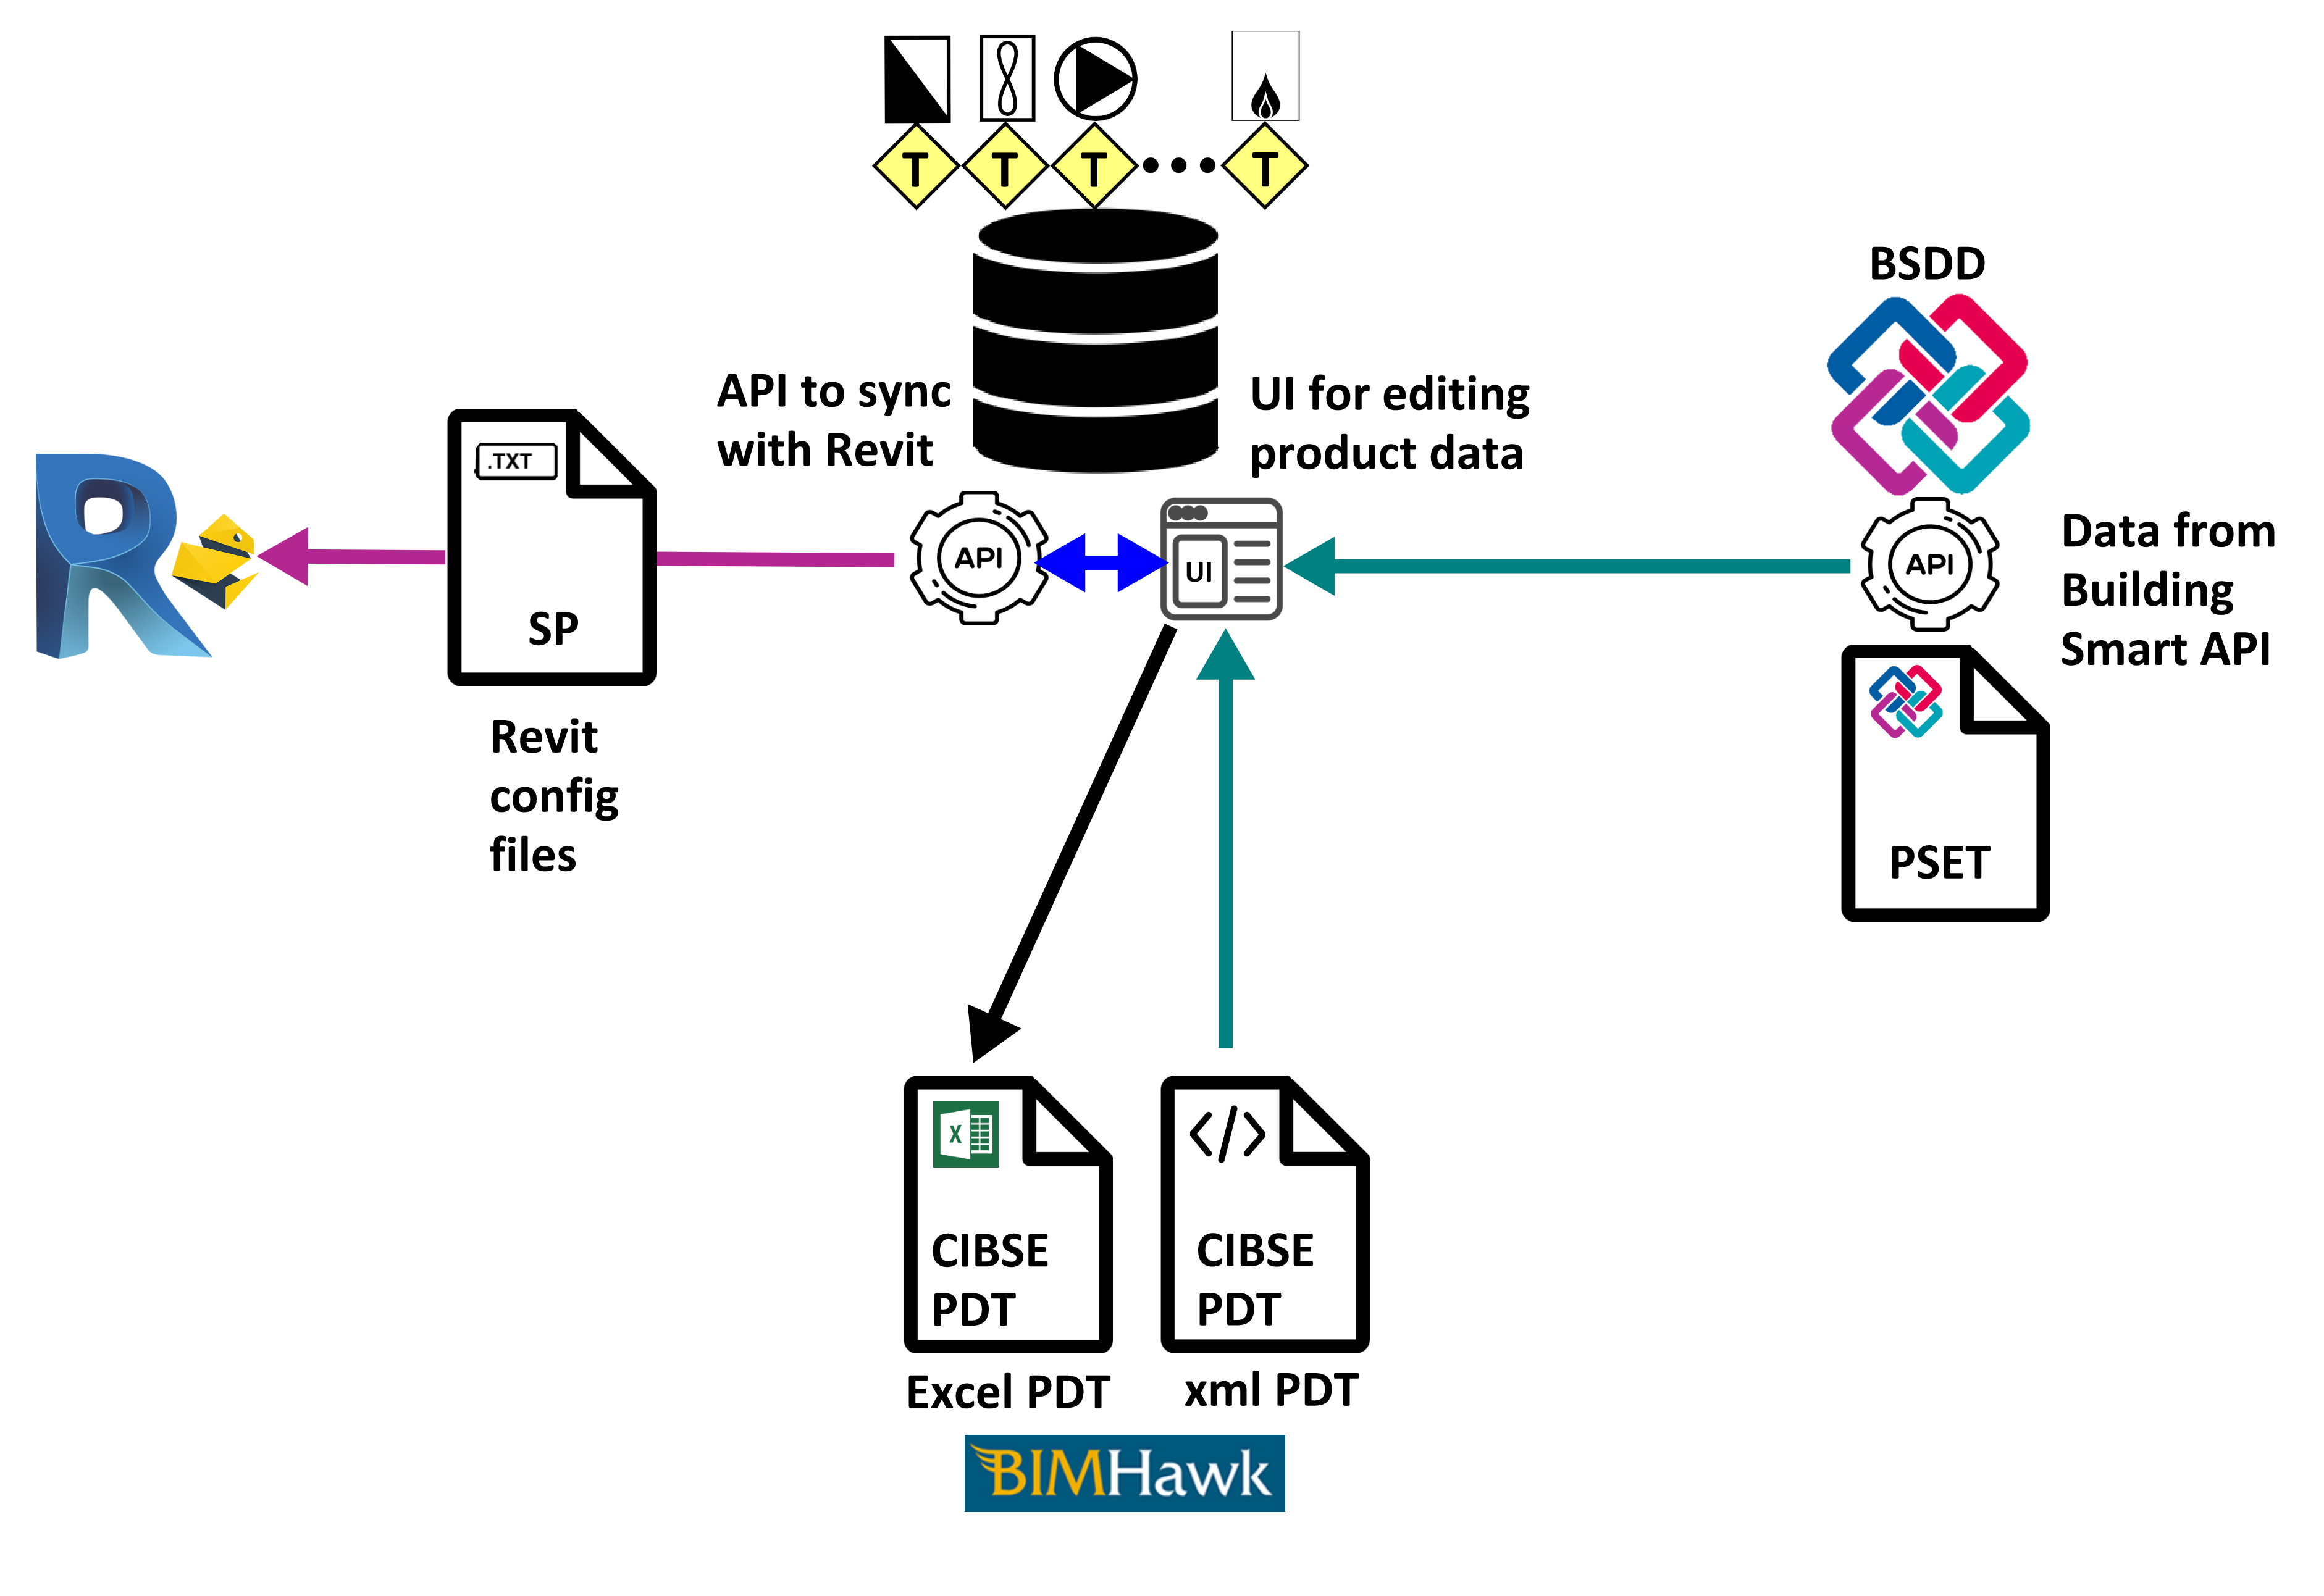 T
T
T
T
BSDD
API to sync
with Revit
UI for editing
product data
.TXT
SP
API
UI
API
Data from
Building
Smart API
Revit
config
files
PSET
X
CIBSE
PDT
CIBSE
PDT
Excel PDT
xml PDT
BIMHawk